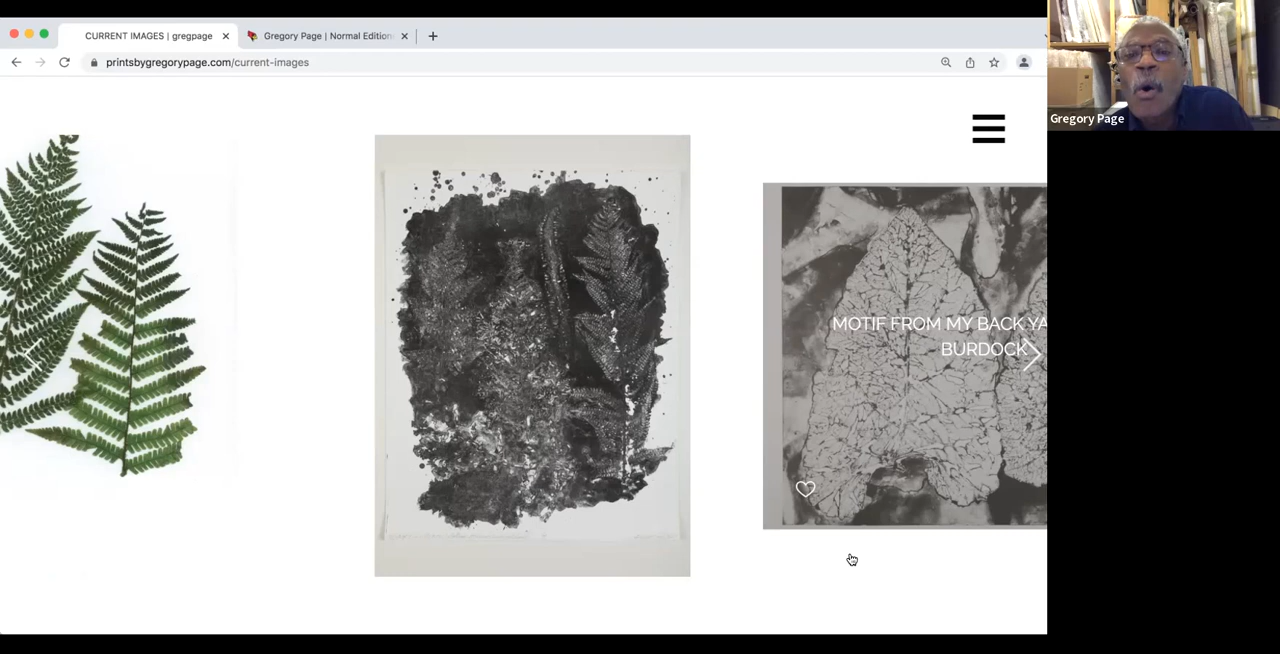 CURRENT IMAGES | gregpage
Gregory Page | Normal Edition
printsbygregorypage.com/current-images
Gregory Page
MOTIF FROM MY BACK YA
BURDOCK